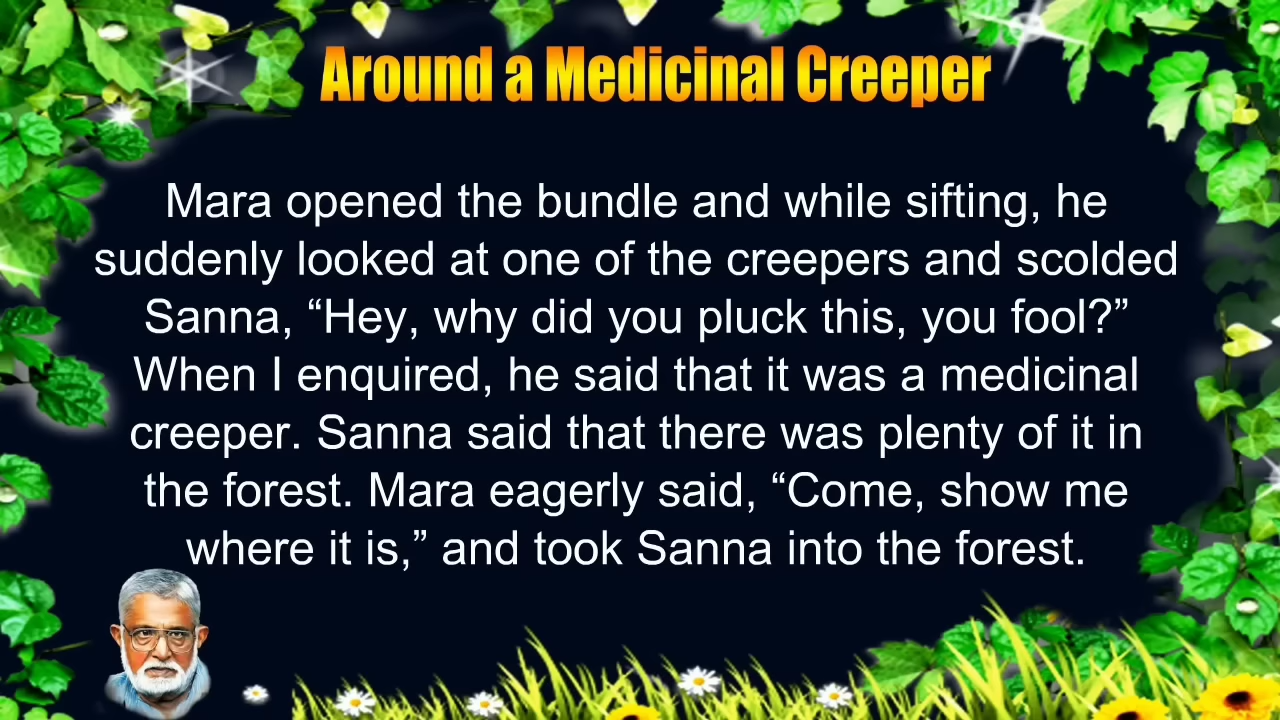 Around a Medicinal Creeper
Mara opened the bundle and while sifting, he
suddenly looked at one of the creepers and scolded
Sanna, “Hey, why did you pluck this, you fool?”
When I enquired, he said that it was a medicinal
creeper. Sanna said that there was plenty of it in
the forest. Mara eagerly said, “Come, show me
where it is,” and took Sanna into the forest.